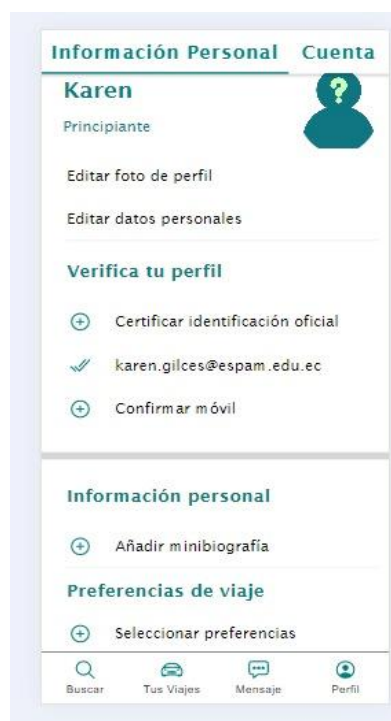 Información Personal Cuenta
Karen
?
Principiante
Editar foto de perfil
Editar datos personales
Verifica tu perfil
Certificar identificación oficial
karen.gilces@espam.edu.ec
Confirmar móvil
Información personal
Añadir minibiografía
Preferencias de viaje
Seleccionar preferencias
Buscar Tus Viajes Mensaje Perfil